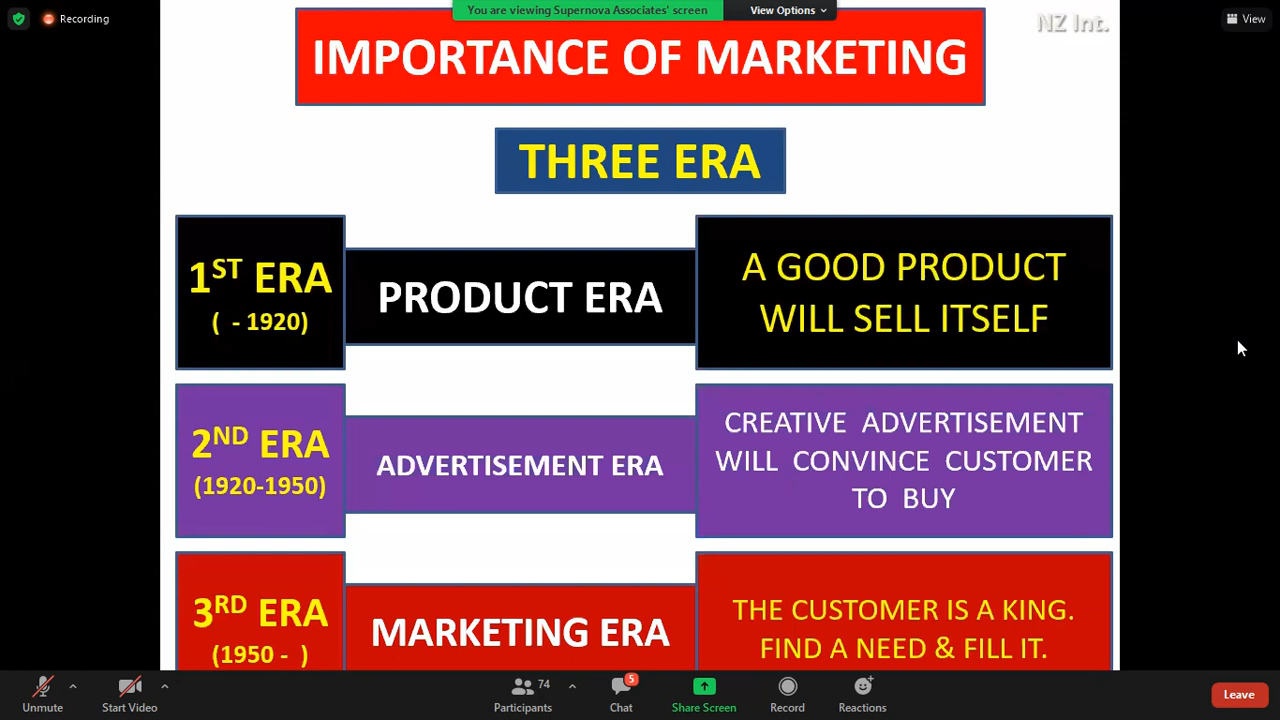 Recording
You are viewing Supernova Associates' screen
View Options
NZ Int.
View
IMPORTANCE OF MARKETING
THREE ERA
1ST ERA
( - 1920)
PRODUCT ERA
A GOOD PRODUCT
WILL SELL ITSELF
2ND ERA
(1920-1950)
ADVERTISEMENT ERA
CREATIVE ADVERTISEMENT
WILL CONVINCE CUSTOMER
TO BUY
3RD ERA
(1950 - )
MARKETING ERA
THE CUSTOMER IS A KING.
FIND A NEED & FILL IT.
Unmute
Start Video
74
Participants
5
Chat
Share Screen
Record
Reactions
Leave